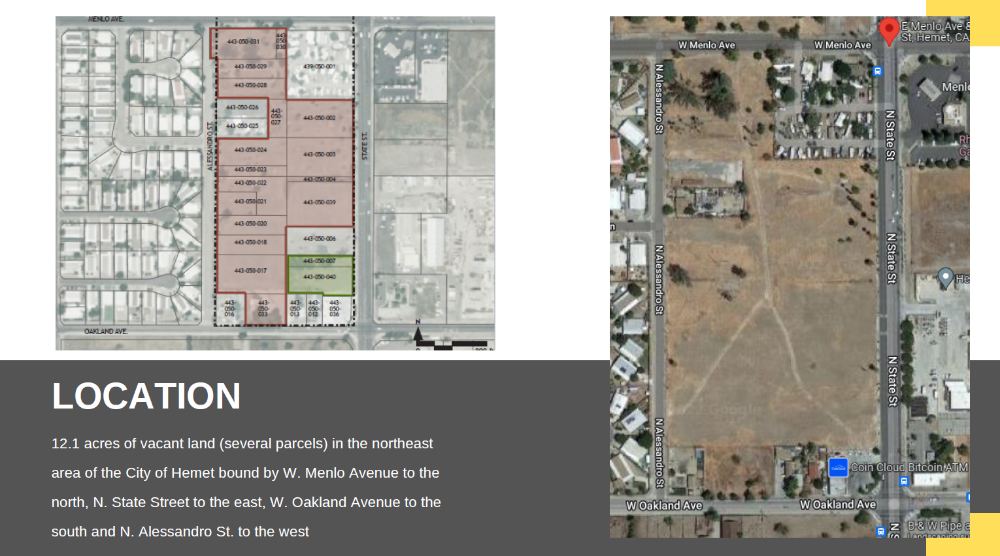 MENLO AVE.
443-050-031
443-
050-
030
443-050-029
439-050-001
443-050-028
443-050-026
443-
050-
027
443-050-002
443-050-025
ALESSANDRO ST.
STATE ST.
443-050-024
443-050-003
443-050-023
443-050-004
443-050-022
443-050-021
443-050-039
443-050-020
443-050-018
443-050-006
443-050-007
443-050-017
443-050-040
443-
050-
016
443-
050-
033
443-
050-
013
443-
050-
012
443-
050-
036
OAKLAND AVE.
N
0
LOCATION
12.1 acres of vacant land (several parcels) in the northeast
area of the City of Hemet bound by W. Menlo Avenue to the
north, N. State Street to the east, W. Oakland Avenue to the
south and N. Alessandro St. to the west
E Menlo Ave &
St, Hemet, CA
W Menlo Ave
W Menlo Ave
N Alessandro St
Menlo
N State St
Rh
Ga
n
N State St
N Alessandro St
He
N State St
Google
N Alessandro St
Coin Cloud Bitcoin ATM
W Oakland Ave
W Oakland Ave
B & W Pipe a
Landscaping su
N S